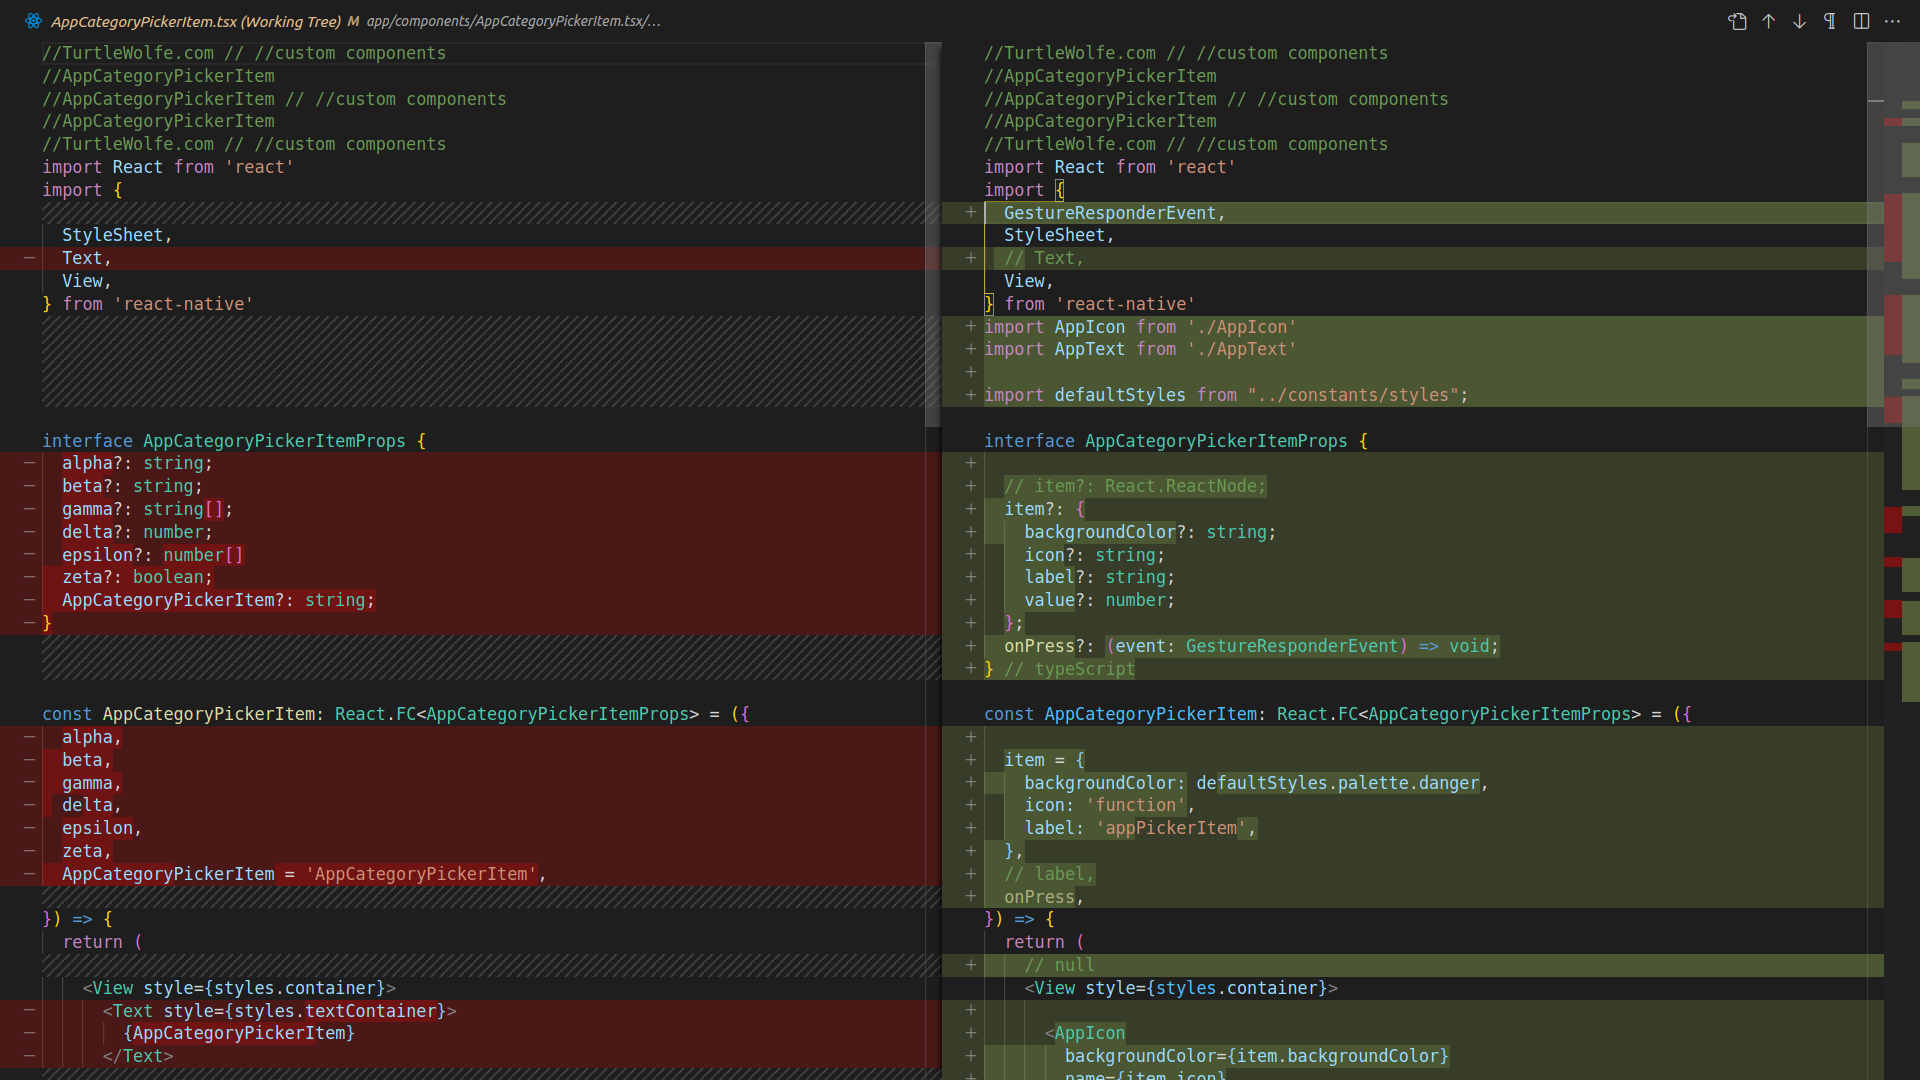 AppCategoryPickerItem.tsx (Working Tree) M app/components/AppCategoryPickerItem.tsx/...
//TurtleWolfe.com // //custom components
//AppCategoryPickerItem
//AppCategoryPickerItem // //custom components
//AppCategoryPickerItem
//TurtleWolfe.com // //custom components
import React from 'react'
import {
  StyleSheet,
—   Text,
  View,
} from 'react-native'
interface AppCategoryPickerItemProps {
—   alpha?: string;
—   beta?: string;
—   gamma?: string[];
—   delta?: number;
—   epsilon?: number[]
—   zeta?: boolean;
—   AppCategoryPickerItem?: string;
— }
const AppCategoryPickerItem: React.FC<AppCategoryPickerItemProps> = ({
—   alpha,
—   beta,
—   gamma,
—   delta,
—   epsilon,
—   zeta,
—   AppCategoryPickerItem = 'AppCategoryPickerItem',
}) => {
  return (
    <View style={styles.container}>
—       <Text style={styles.textContainer}>
—         {AppCategoryPickerItem}
—       </Text>
//TurtleWolfe.com // //custom components
//AppCategoryPickerItem
//AppCategoryPickerItem // //custom components
//AppCategoryPickerItem
//TurtleWolfe.com // //custom components
import React from 'react'
import {
+   GestureResponderEvent,
  StyleSheet,
+   // Text,
  View,
} from 'react-native'
+ import AppIcon from './AppIcon'
+ import AppText from './AppText'
+
+ import defaultStyles from "../constants/styles";
interface AppCategoryPickerItemProps {
+
+   // item?: React.ReactNode;
+   item?: {
+     backgroundColor?: string;
+     icon?: string;
+     label?: string;
+     value?: number;
+   };
+   onPress?: (event: GestureResponderEvent) => void;
+ } // typeScript
const AppCategoryPickerItem: React.FC<AppCategoryPickerItemProps> = ({
+
+   item = {
+     backgroundColor: defaultStyles.palette.danger,
+     icon: 'function',
+     label: 'appPickerItem',
+   },
+   // label,
+   onPress,
}) => {
  return (
+     // null
    <View style={styles.container}>
+
+       <AppIcon
+         backgroundColor={item.backgroundColor}
+         name={item.icon}